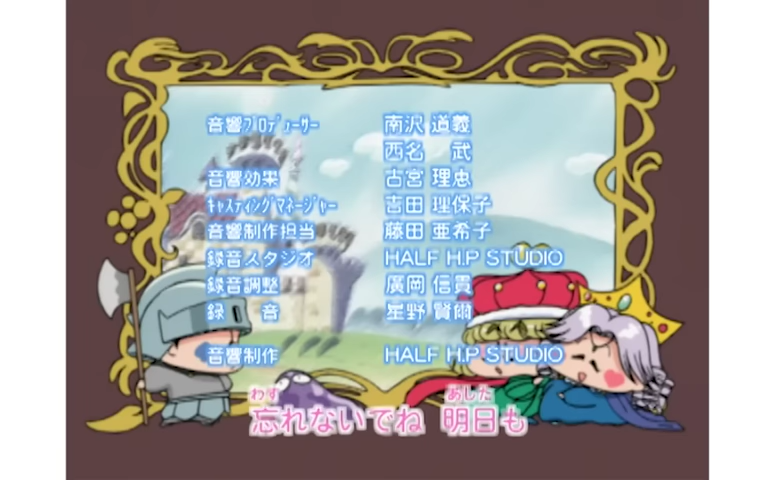 音響ﾌﾟﾛﾃﾞｭｰｻｰ 南沢 道義
西名 武
音響効果 古宮 理忠
ｷｬｽﾃｨﾝｸﾞﾏﾈｰｼﾞｬｰ 吉田 理保子
音響制作担当 藤田 亜希子
録音スタジオ HALF H.P STUDIO
録音調整 廣岡 信貴
録 音 星野 賢爾
音響制作 HALF H.P STUDIO
わす あした
忘れないでね 明日も